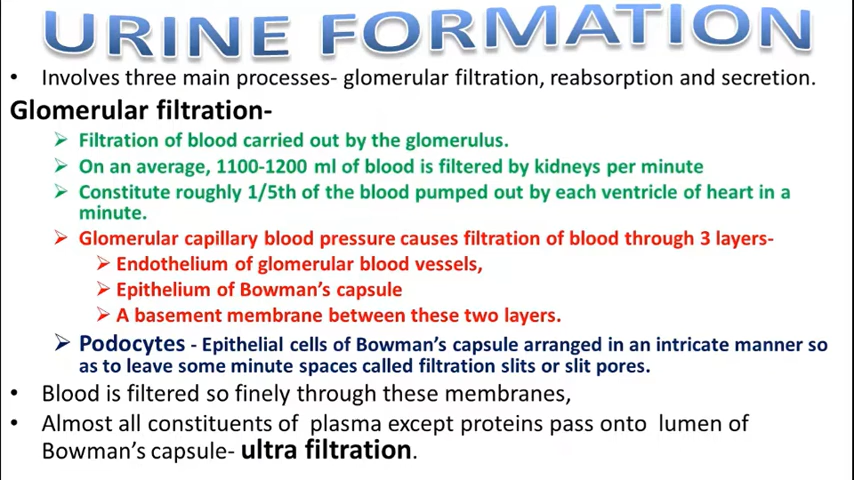 URINE FORMATION
• Involves three main processes- glomerular filtration, reabsorption and secretion.
Glomerular filtration-
➢ Filtration of blood carried out by the glomerulus.
➢ On an average, 1100-1200 ml of blood is filtered by kidneys per minute
➢ Constitute roughly 1/5th of the blood pumped out by each ventricle of heart in a
minute.
➢ Glomerular capillary blood pressure causes filtration of blood through 3 layers-
➢ Endothelium of glomerular blood vessels,
➢ Epithelium of Bowman's capsule
➢ A basement membrane between these two layers.
➢ Podocytes - Epithelial cells of Bowman's capsule arranged in an intricate manner so
as to leave some minute spaces called filtration slits or slit pores.
• Blood is filtered so finely through these membranes,
• Almost all constituents of plasma except proteins pass onto lumen of
Bowman's capsule- ultra filtration.